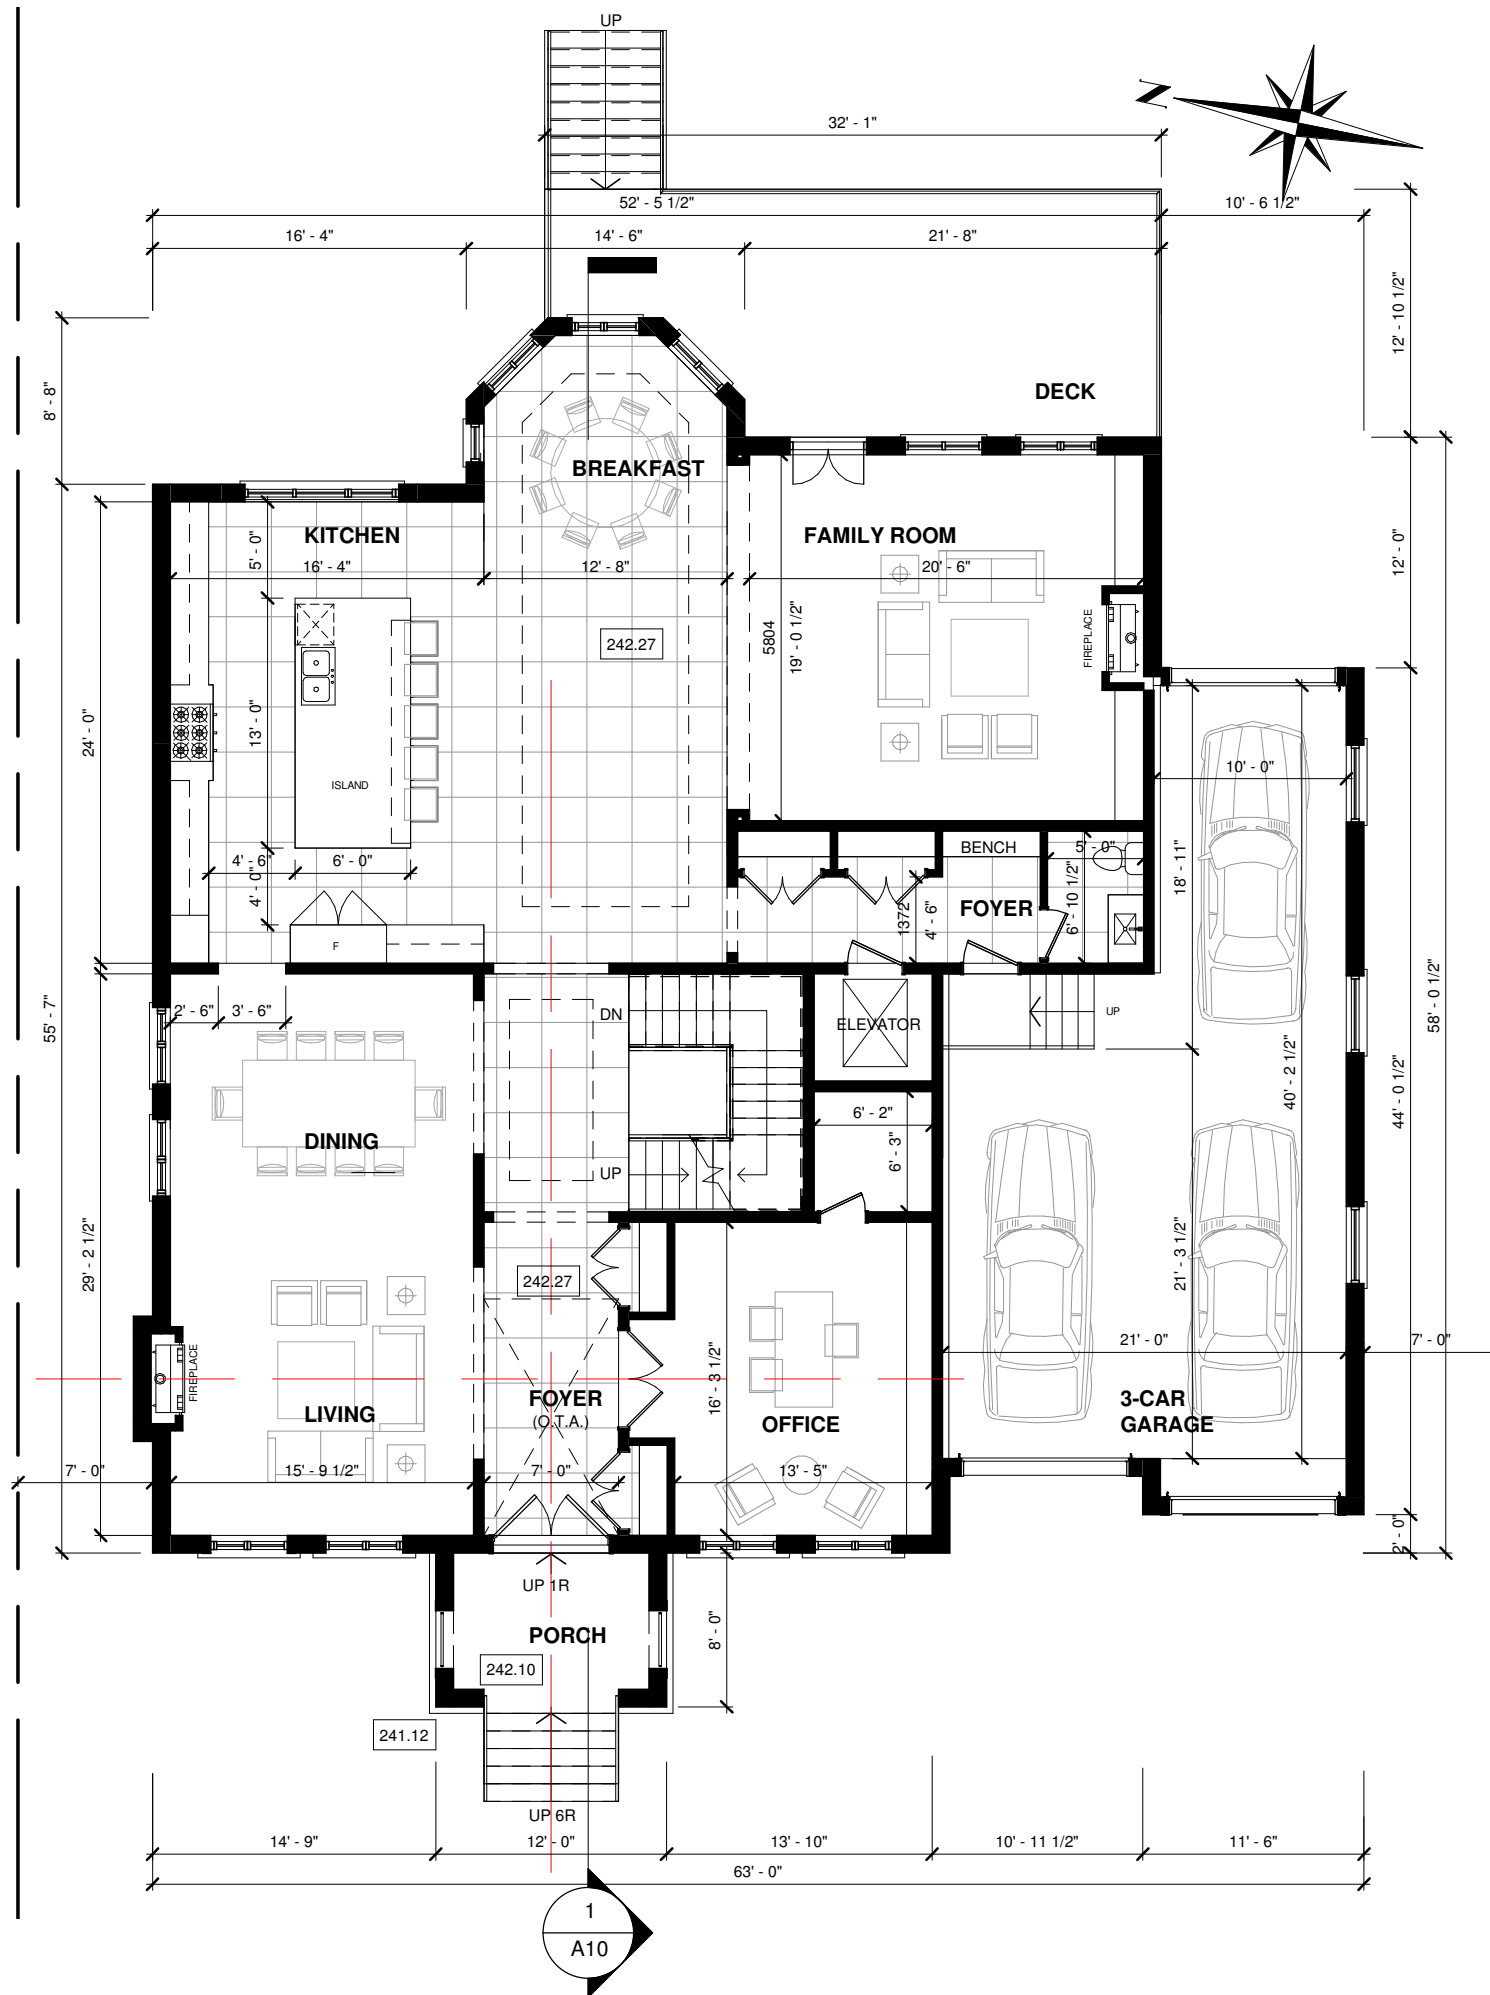 UP
N
32' - 1"
52' - 5 1/2"
10' - 6 1/2"
16' - 4"
14' - 6"
21' - 8"
12' - 10 1/2"
8' - 8"
DECK
BREAKFAST
KITCHEN
FAMILY ROOM
5' - 0"
16' - 4"
12' - 8"
20' - 6"
12' - 0"
242.27
5804
19' - 0 1/2"
FIREPLACE
24' - 0"
13' - 0"
ISLAND
10' - 0"
4' - 6"
6' - 0"
4' - 0"
BENCH
5' - 0"
18' - 11"
F
1372
4' - 6"
FOYER
6' - 10 1/2"
55' - 7"
2' - 6"
3' - 6"
DN
ELEVATOR
UP
58' - 0 1/2"
40' - 2 1/2"
44' - 0 1/2"
DINING
6' - 2"
6' - 3"
UP
29' - 2 1/2"
242.27
21' - 3 1/2"
FIREPLACE
16' - 3 1/2"
21' - 0"
7' - 0"
LIVING
FOYER
(O.T.A.)
OFFICE
3-CAR
GARAGE
7' - 0"
15' - 9 1/2"
7' - 0"
13' - 5"
2' - 0"
UP 1R
PORCH
8' - 0"
242.10
241.12
UP 6R
14' - 9"
12' - 0"
13' - 10"
10' - 11 1/2"
11' - 6"
63' - 0"
1
A10